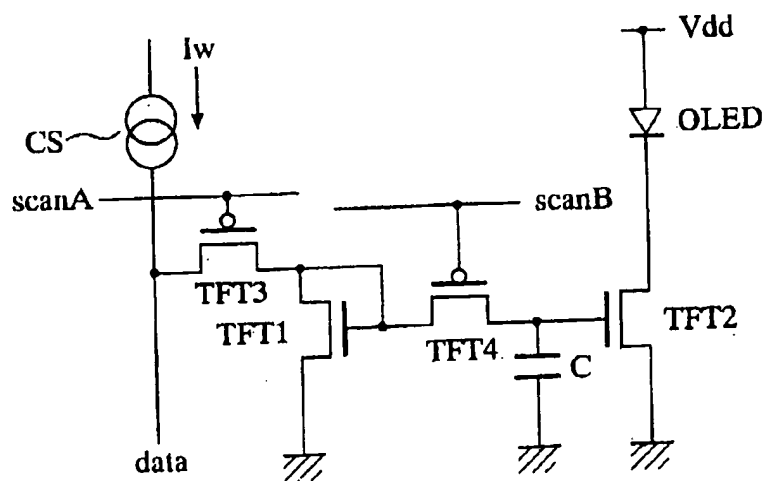 Iw
Vdd
CS
OLED
scanA
scanB
TFT3
TFT1
TFT4
C
TFT2
data